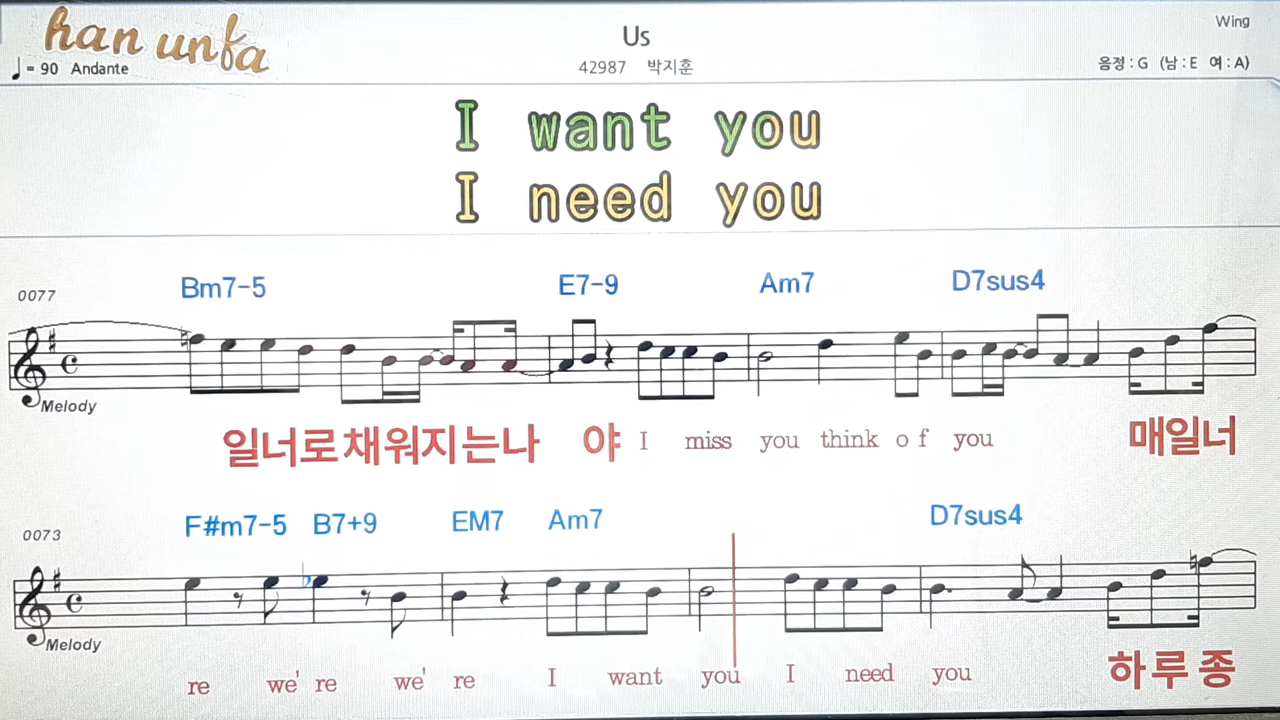 han unfa
Us
Wing
♩= 90 Andante
42987 박지훈
음정 : G (남 : E 여 : A)
I want you
I need you
0077
Bm7-5 E7-9 Am7 D7sus4
Melody
일너로채워지는나 야 I miss you think o f you 매일너
0073
F#m7-5 B7+9 EM7 Am7 D7sus4
Melody
re we' re we' re I want you I need you 하루종